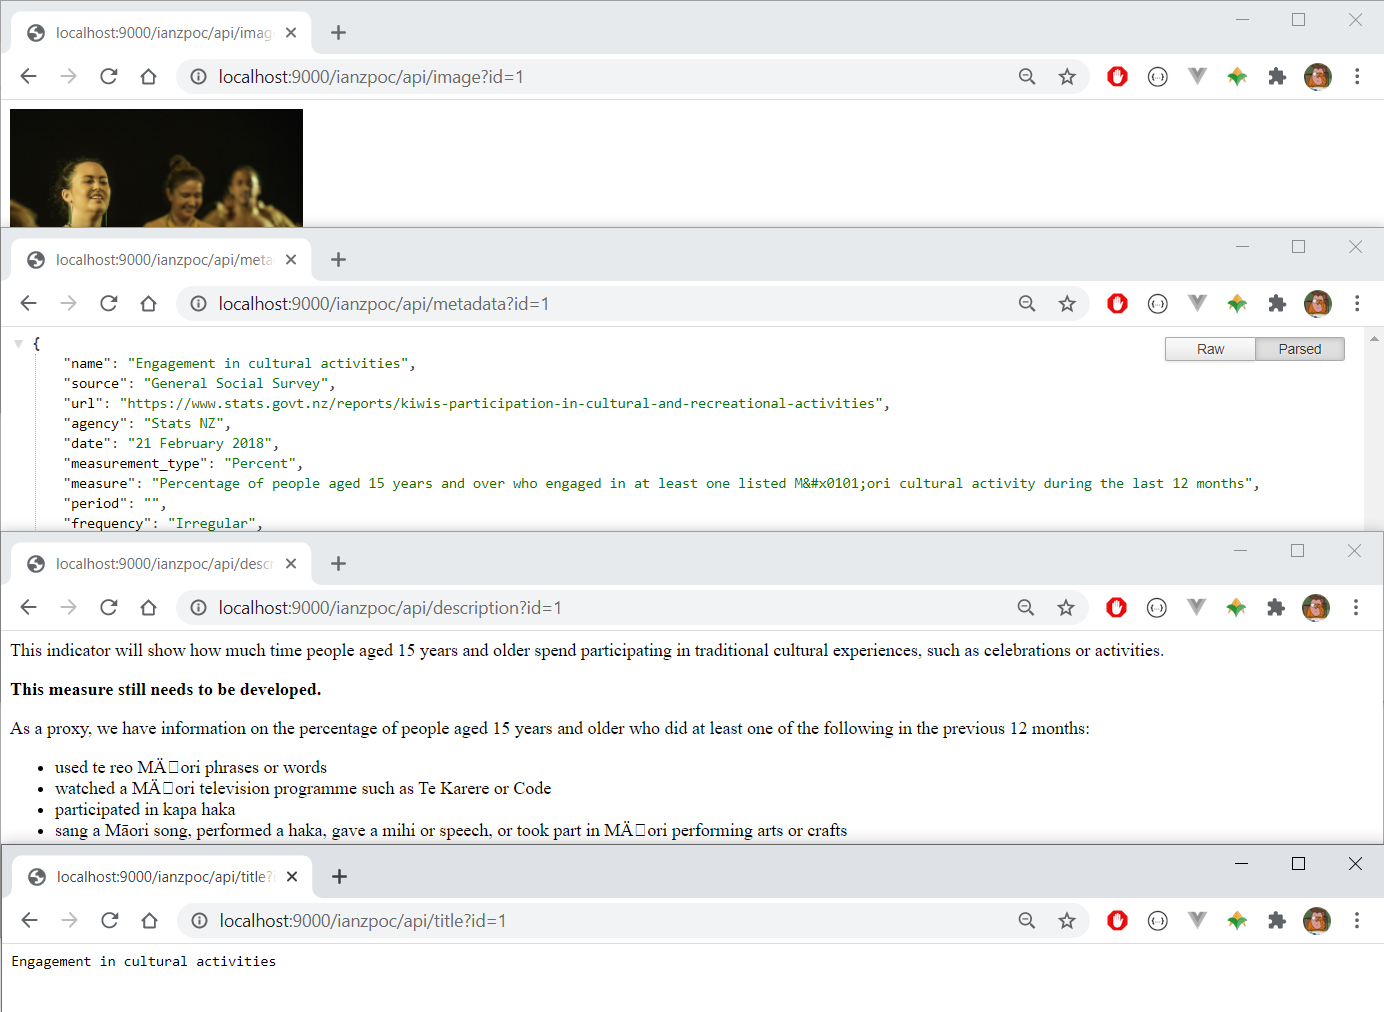 localhost:9000/ianzpoc/api/imag
localhost:9000/ianzpoc/api/image?id=1
localhost:9000/ianzpoc/api/meta
localhost:9000/ianzpoc/api/metadata?id=1
{
Raw Parsed
"name": "Engagement in cultural activities",
"source": "General Social Survey",
"url": "https://www.stats.govt.nz/reports/kiwis-participation-in-cultural-and-recreational-activities",
"agency": "Stats NZ",
"date": "21 February 2018",
"measurement_type": "Percent",
"measure": "Percentage of people aged 15 years and over who engaged in at least one listed M&#x0101;ori cultural activity during the last 12 months",
"period": "",
"frequency": "Irregular",
localhost:9000/ianzpoc/api/descr
localhost:9000/ianzpoc/api/description?id=1
This indicator will show how much time people aged 15 years and older spend participating in traditional cultural experiences, such as celebrations or activities.
This measure still needs to be developed.
As a proxy, we have information on the percentage of people aged 15 years and older who did at least one of the following in the previous 12 months:
• used te reo MÄ□ori phrases or words
• watched a MÄ□ori television programme such as Te Karere or Code
• participated in kapa haka
• sang a Māori song, performed a haka, gave a mihi or speech, or took part in MÄ□ori performing arts or crafts
localhost:9000/ianzpoc/api/title?i
localhost:9000/ianzpoc/api/title?id=1
Engagement in cultural activities